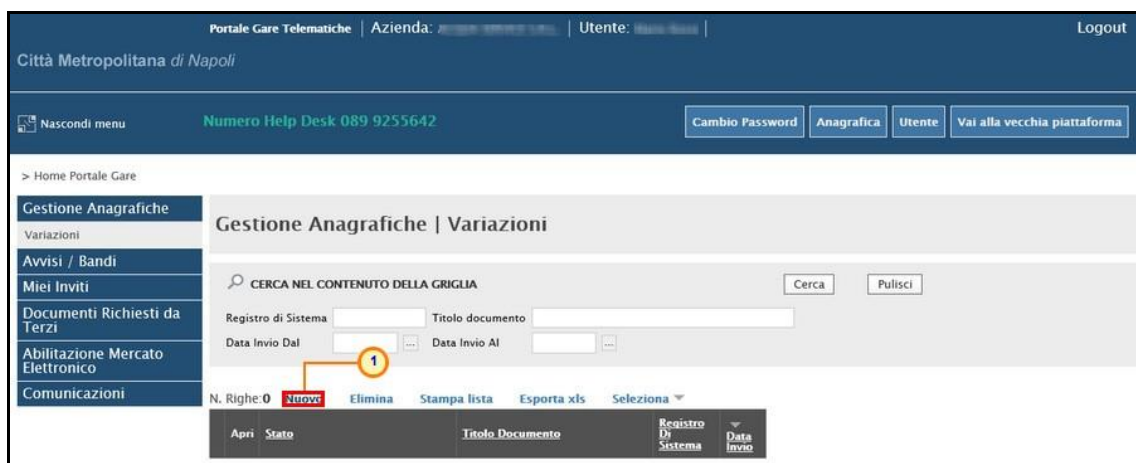 Portale Gare Telematiche | Azienda: | Utente: | Logout
Città Metropolitana di Napoli
Nascondi menu Numero Help Desk 089 9255642 Cambio Password Anagrafica Utente Vai alla vecchia piattaforma
> Home Portale Gare
Gestione Anagrafiche
Variazioni
Avvisi / Bandi
Miei Inviti
Documenti Richiesti da
Terzi
Abilitazione Mercato
Elettronico
Comunicazioni
Gestione Anagrafiche | Variazioni
CERCA NEL CONTENUTO DELLA GRIGLIA Cerca Pulisci
Registro di Sistema Titolo documento
Data Invio Dal ... Data Invio Al ...
1
N. Righe:0 Nuovo Elimina Stampa lista Esporta xls Seleziona
Apri Stato Titolo Documento Registro Di Sistema Data Invio